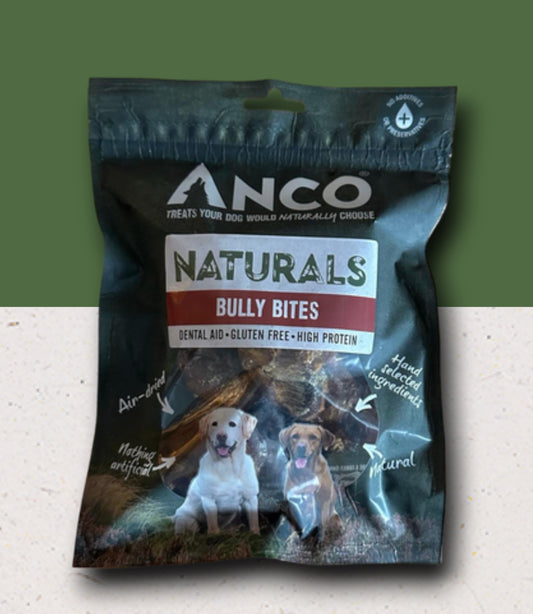 NO ADDITIVES
OR PRESERVATIVES
ANCO®
TREATS YOUR DOG WOULD NATURALLY CHOOSE
NATURALS
BULLY BITES
DENTAL AID • GLUTEN FREE • HIGH PROTEIN
Hand
selected
ingredients
Air-dried
Nothing
artificial
Natural